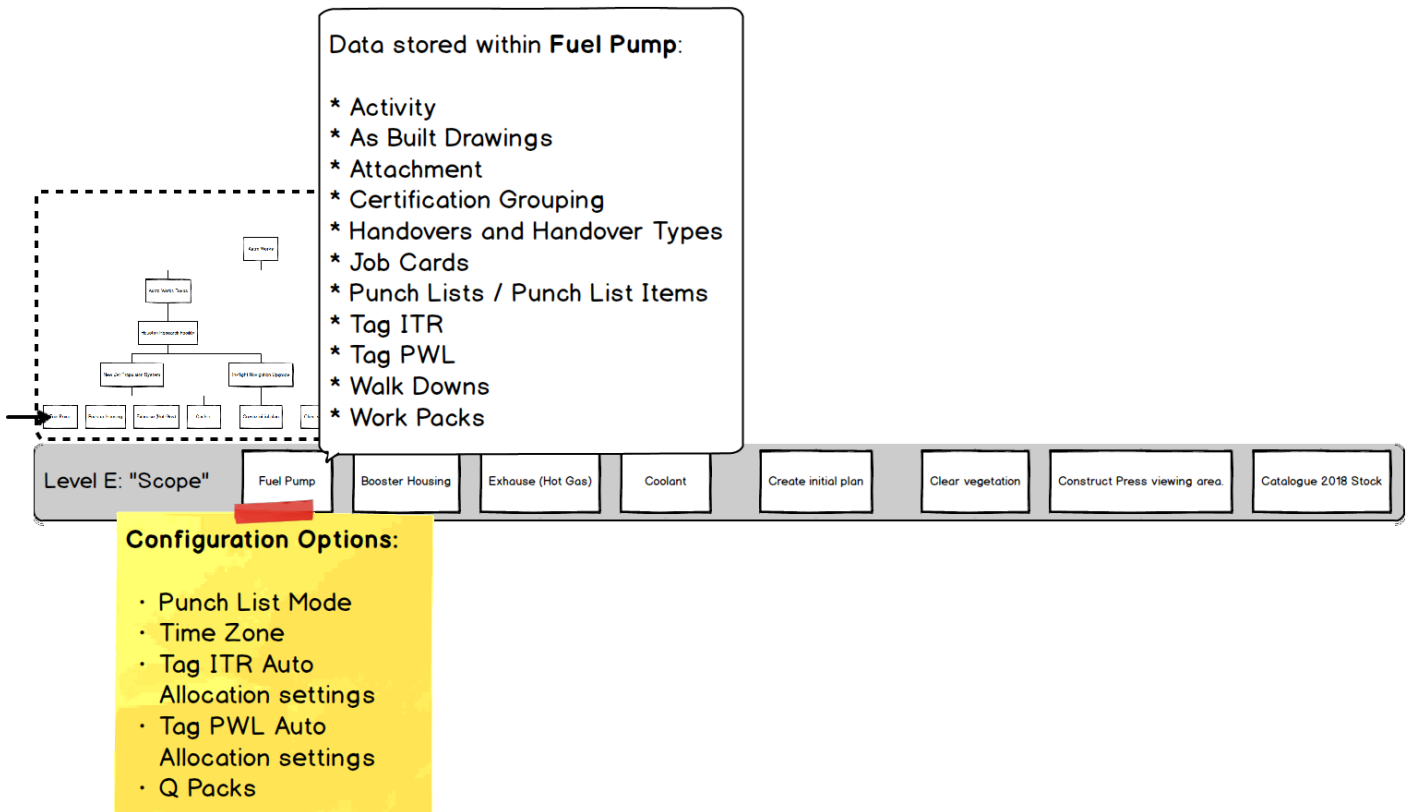 Data stored within Fuel Pump:
* Activity
* As Built Drawings
* Attachment
* Certification Grouping
* Handovers and Handover Types
* Job Cards
* Punch Lists / Punch List Items
* Tag ITR
* Tag PWL
* Walk Downs
* Work Packs
Level E: "Scope"
Fuel Pump
Booster Housing
Exhause (Hot Gas)
Coolant
Create initial plan
Clear vegetation
Construct Press viewing area.
Catalogue 2018 Stock
Configuration Options:
· Punch List Mode
· Time Zone
· Tag ITR Auto
Allocation settings
· Tag PWL Auto
Allocation settings
· Q Packs